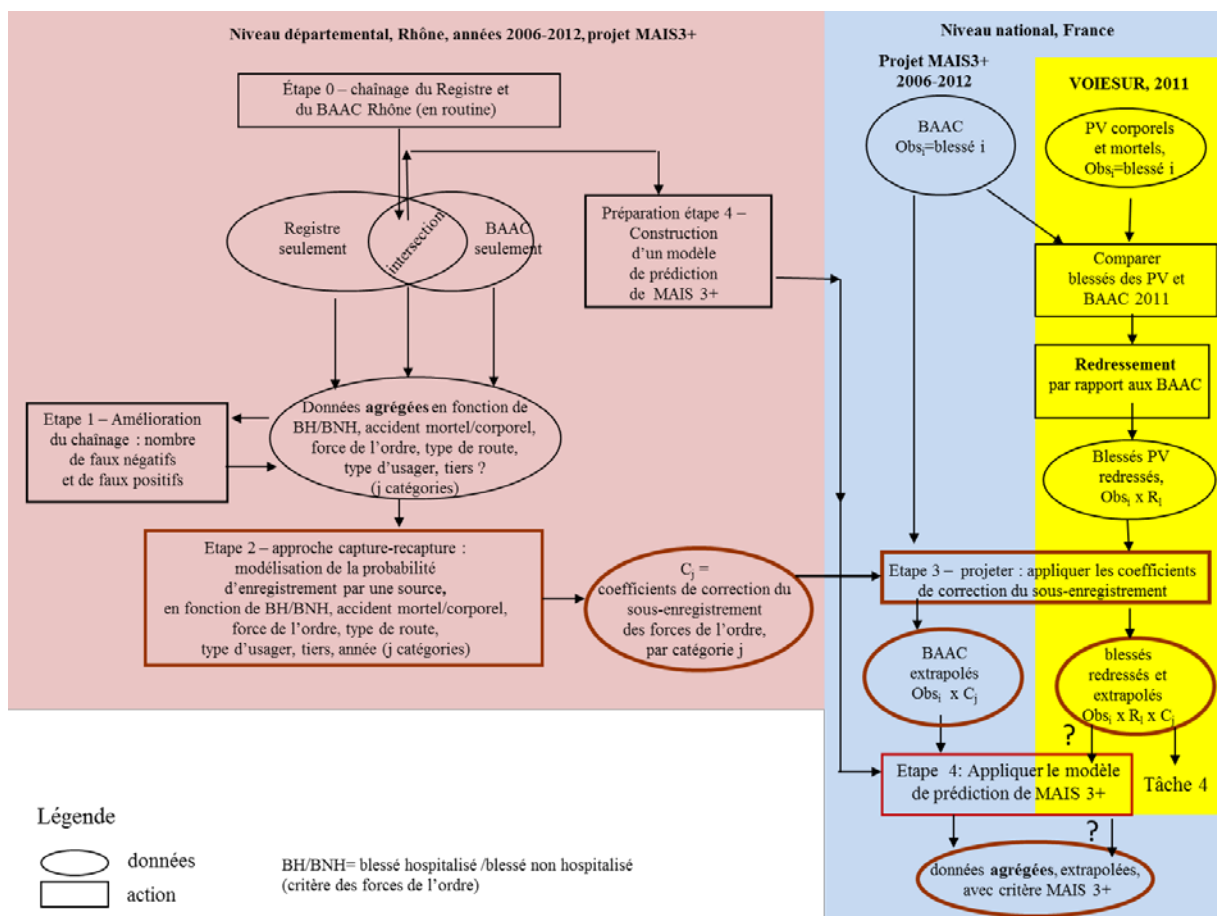 Niveau départemental, Rhône, années 2006-2012, projet MAIS3+
Étape 0 – chaînage du Registre et
du BAAC Rhône (en routine)
Registre
seulement
intersection
BAAC
seulement
Préparation étape 4 –
Construction
d'un modèle
de prédiction
de MAIS 3+
Etape 1 – Amélioration
du chaînage : nombre
de faux négatifs
et de faux positifs
Données agrégées en fonction de
BH/BNH, accident mortel/corporel,
force de l'ordre, type de route,
type d'usager, tiers ?
(j catégories)
Etape 2 – approche capture-recapture :
modélisation de la probabilité
d'enregistrement par une source,
en fonction de BH/BNH, accident mortel/corporel,
force de l'ordre, type de route,
type d'usager, tiers, année (j catégories)
Cj =
coefficients de correction du
sous-enregistrement
des forces de l'ordre,
par catégorie j
Niveau national, France
Projet MAIS3+
2006-2012
VOIESUR, 2011
BAAC
Obsi=blessé i
PV corporels
et mortels,
Obsi=blessé i
Comparer
blessés des PV et
BAAC 2011
Redressement
par rapport aux BAAC
Blessés PV
redressés,
Obsi x Ri
Etape 3 – projeter : appliquer les coefficients
de correction du sous-enregistrement
BAAC
extrapolés
Obsi x Cj
blessés
redressés et
extrapolés
Obsi x Ri x Cj
?
Etape 4: Appliquer le modèle
de prédiction de MAIS 3+
Tâche 4
?
données agrégées, extrapolées,
avec critère MAIS 3+
Légende
données
action
BH/BNH= blessé hospitalisé /blessé non hospitalisé
(critère des forces de l'ordre)